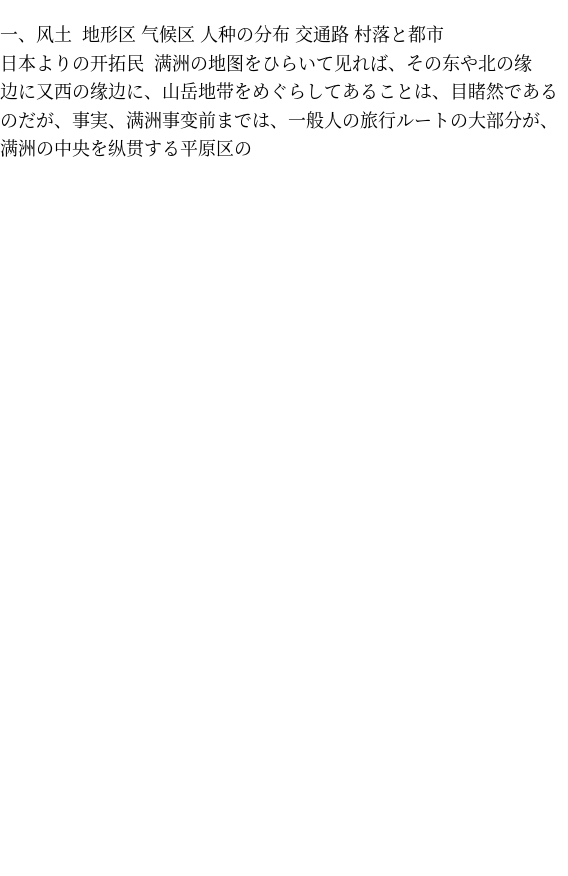 一、风土  地形区 气候区 人种の分布 交通路 村落と都市
日本よりの开拓民  满洲の地图をひらいて见れば、その东や北の缘
边に又西の缘边に、山岳地带をめぐらしてあることは、目睹然である
のだが、事实、满洲事变前までは、一般人の旅行ルートの大部分が、
满洲の中央を纵贯する平原区の